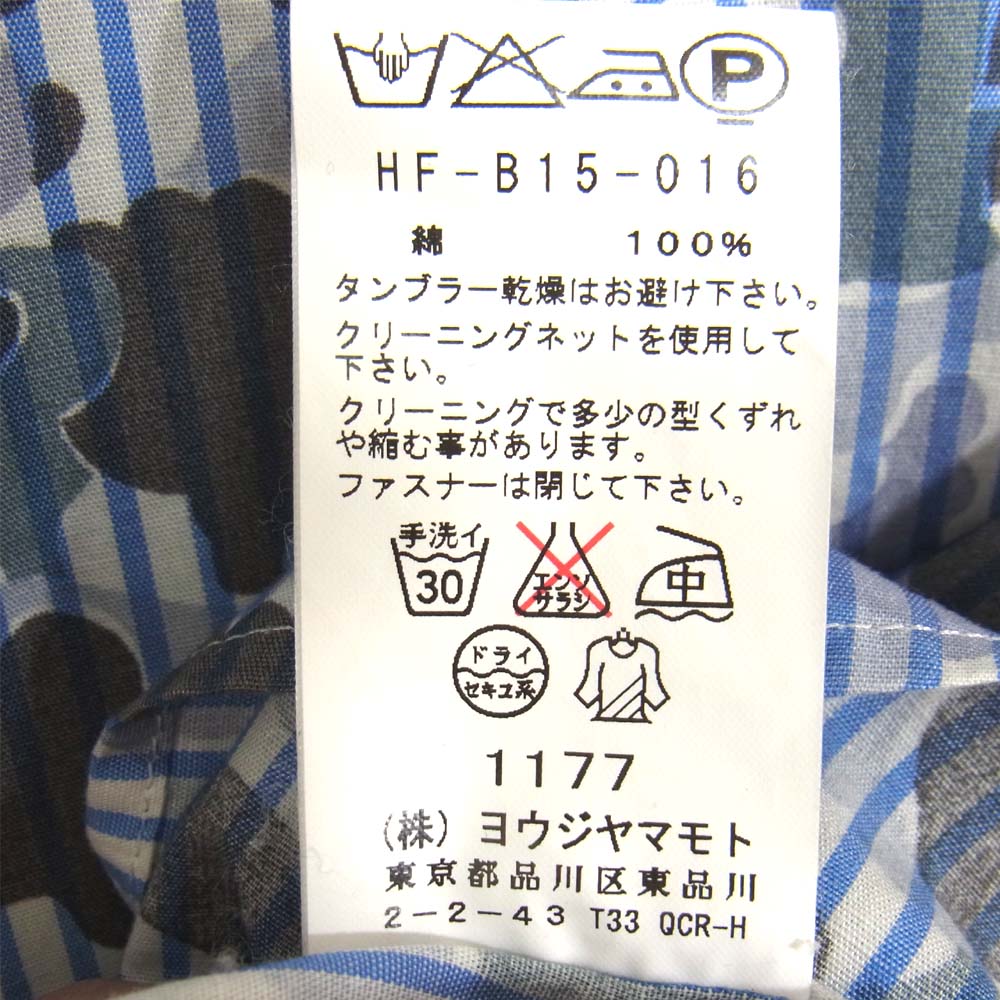 P
HF-B15-016
綿 100%
タンブラー乾燥はお避け下さい。
クリーニングネットを使用して
下さい。
クリーニングで多少の型くずれ
や縮む事があります。
ファスナーは閉じて下さい。
手洗イ
30
エンソ
サラシ
中
ドライ
セキユ系
1177
(株) ヨウジヤマモト
東京都品川区東品川
2-2-43 T33 QCR-H